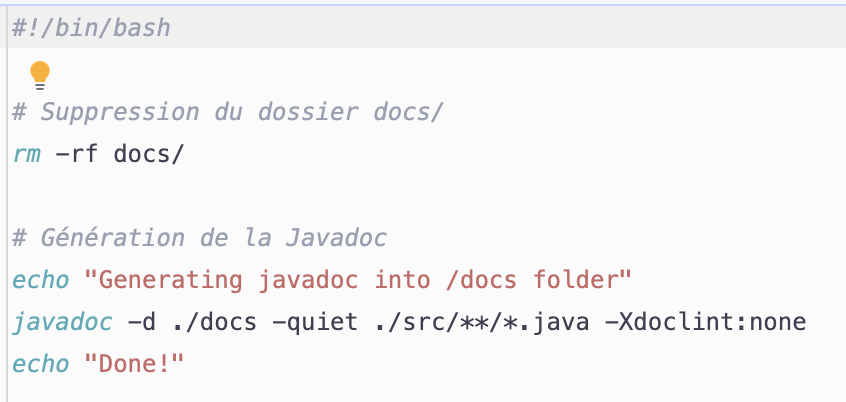 #!/bin/bash
# Suppression du dossier docs/
rm -rf docs/
# Génération de la Javadoc
echo "Generating javadoc into /docs folder"
javadoc -d ./docs -quiet ./src/**/*.java -Xdoclint:none
echo "Done!"